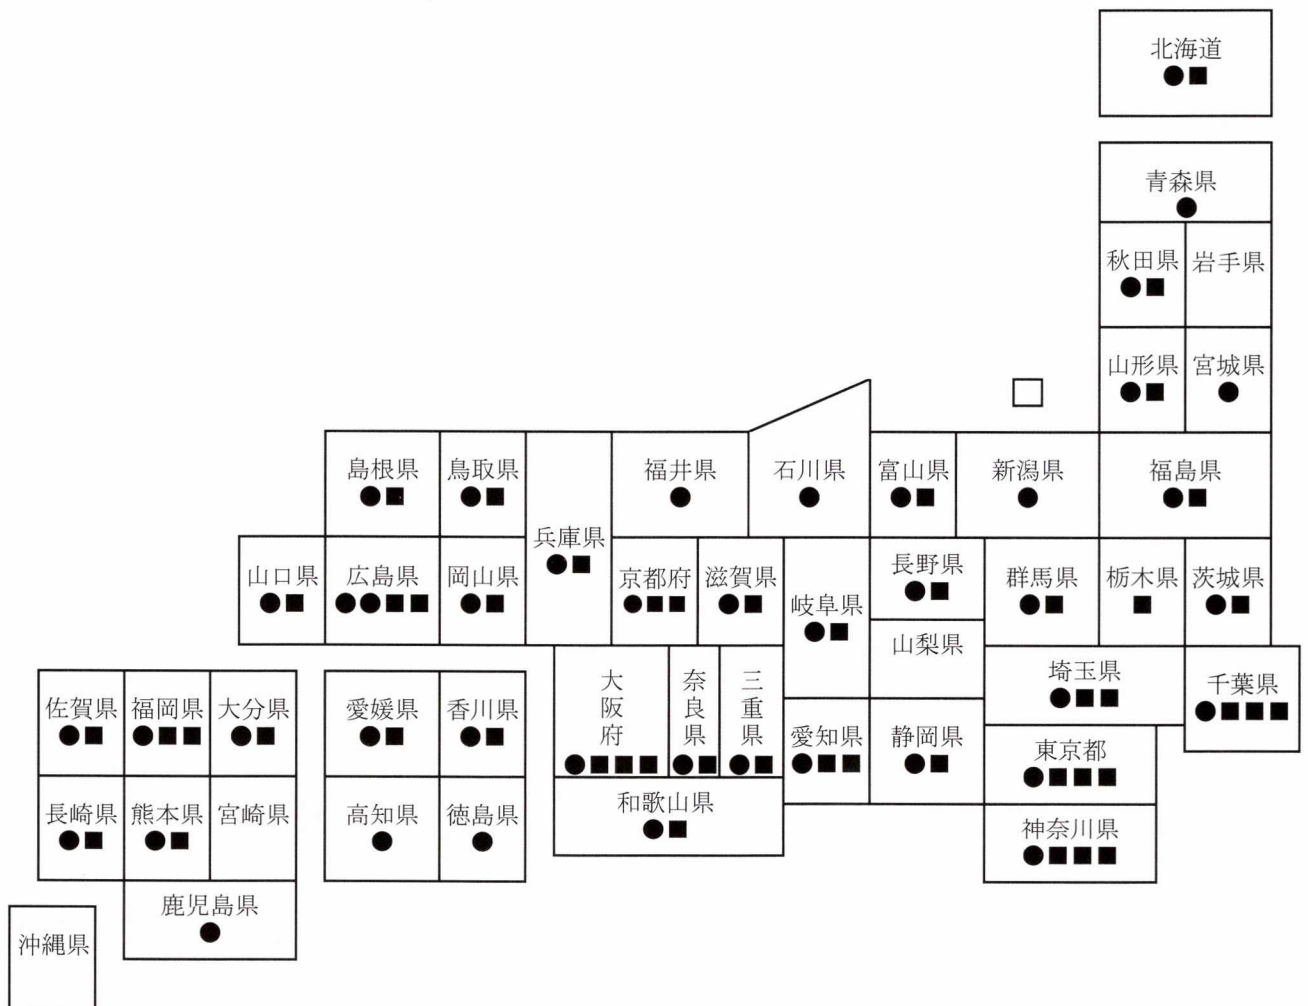 北海道
●■
青森県
●
秋田県
●■
岩手県
山形県
●■
宮城県
●
島根県
●■
鳥取県
●■
兵庫県
●■
福井県
●
石川県
●
富山県
●■
新潟県
●
福島県
●■
山口県
●■
広島県
●●■■
岡山県
●■
京都府
●■■
滋賀県
●■
岐阜県
●■
長野県
●■
山梨県
群馬県
●■
栃木県
■
茨城県
●■
佐賀県
●■
福岡県
●■■
大分県
●■
愛媛県
●■
香川県
●■
大阪府
●■■■
奈良県
●■
三重県
●■
愛知県
●■■
静岡県
●■
埼玉県
●■■
千葉県
●■■■
東京都
●■■■
長崎県
●■
熊本県
●■
宮崎県
高知県
●
徳島県
●
和歌山県
●■
神奈川県
●■■■
鹿児島県
●
沖縄県